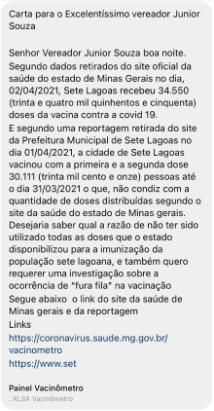 Carta para o Excelentíssimo vereador Junior
Souza
Senhor Vereador Junior Souza boa noite.
Segundo dados retirados do site oficial da
saúde do estado de Minas Gerais no dia,
02/04/2021, Sete Lagoas recebeu 34.550
(trinta e quatro mil quinhentos e cinquenta)
doses da vacina contra a covid 19.
E segundo uma reportagem retirada do site
da Prefeitura Municipal de Sete Lagoas no
dia 01/04/2021, a cidade de Sete Lagoas
vacinou com a primeira e a segunda dose
30.111 (trinta mil cento e onze) pessoas até
o dia 31/03/2021 o que, não condiz com a
quantidade de doses distribuídas segundo o
site da saúde do estado de Minas gerais.
Desejaria saber qual a razão de não ter sido
utilizado todas as doses que o estado
disponibilizou para a imunização da
população sete lagoana, e também quero
requerer uma investigação sobre a
ocorrência de “fura fila” na vacinação
Segue abaixo o link do site da saúde de
Minas gerais e da reportagem
Links
https://coronavirus.saude.mg.gov.br/
vacinometro
https://www.set
Painel Vacinômetro
. XLSX Vacinômetro